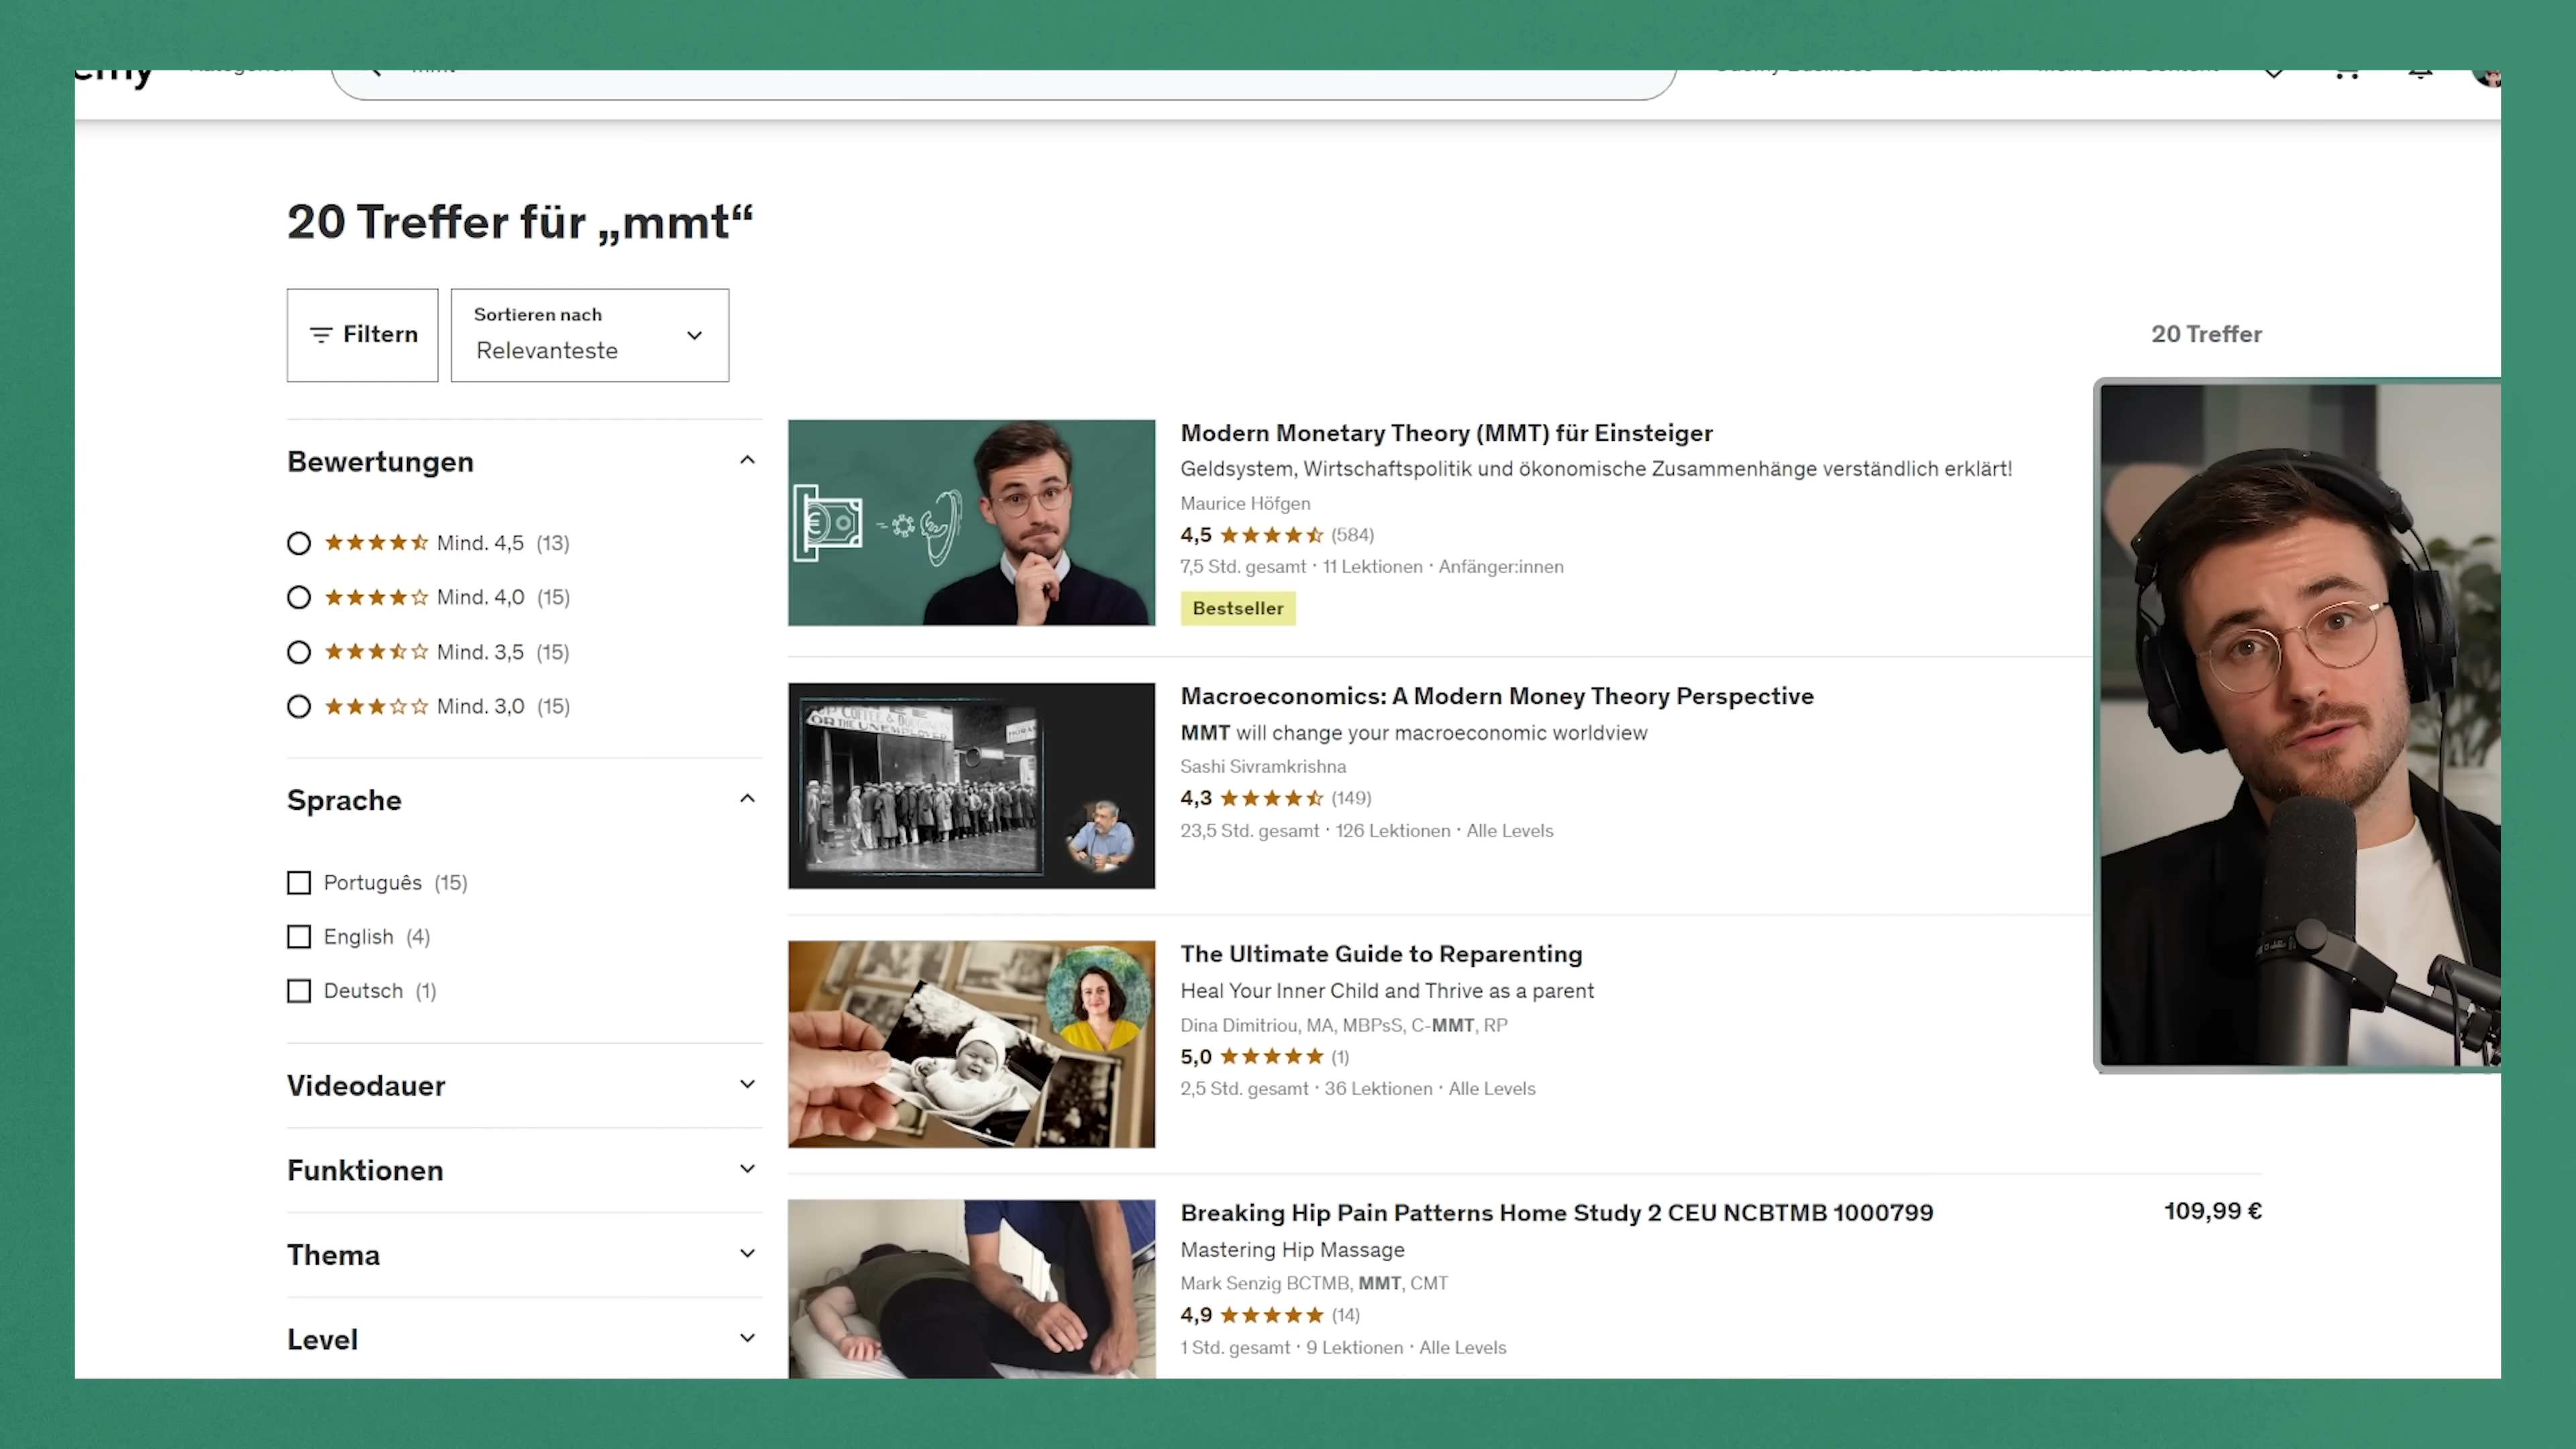 20 Treffer für „mmt“
Filtern
Sortieren nach
Relevanteste
20 Treffer
Bewertungen
Mind. 4,5 (13)
Mind. 4,0 (15)
Mind. 3,5 (15)
Mind. 3,0 (15)
Sprache
Português (15)
English (4)
Deutsch (1)
Videodauer
Funktionen
Thema
Level
Modern Monetary Theory (MMT) für Einsteiger
Geldsystem, Wirtschaftspolitik und ökonomische Zusammenhänge verständlich erklärt!
Maurice Höfgen
4,5 (584)
7,5 Std. gesamt · 11 Lektionen · Anfänger:innen
Bestseller
OR THE UNEMPLOYED
Macroeconomics: A Modern Money Theory Perspective
MMT will change your macroeconomic worldview
Sashi Sivramkrishna
4,3 (149)
23,5 Std. gesamt · 126 Lektionen · Alle Levels
The Ultimate Guide to Reparenting
Heal Your Inner Child and Thrive as a parent
Dina Dimitriou, MA, MBPsS, C-MMT, RP
5,0 (1)
2,5 Std. gesamt · 36 Lektionen · Alle Levels
Breaking Hip Pain Patterns Home Study 2 CEU NCBTMB 1000799
109,99 €
Mastering Hip Massage
Mark Senzig BCTMB, MMT, CMT
4,9 (14)
1 Std. gesamt · 9 Lektionen · Alle Levels